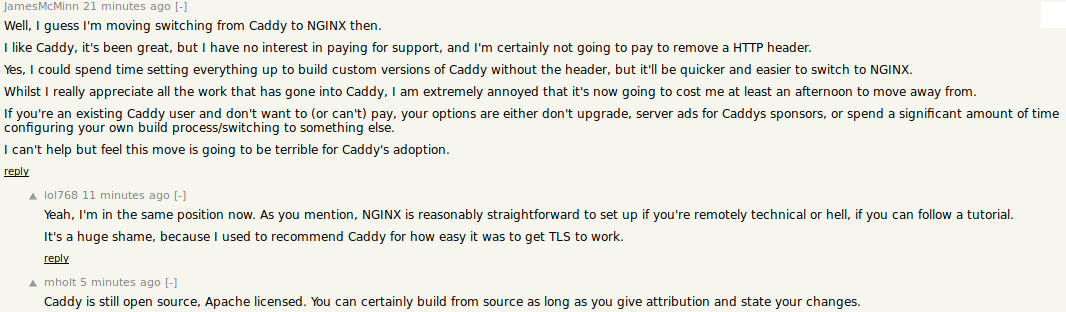 JamesMcMinn 21 minutes ago [-]
Well, I guess I'm moving switching from Caddy to NGINX then.
I like Caddy, it's been great, but I have no interest in paying for support, and I'm certainly not going to pay to remove a HTTP header.
Yes, I could spend time setting everything up to build custom versions of Caddy without the header, but it'll be quicker and easier to switch to NGINX.
Whilst I really appreciate all the work that has gone into Caddy, I am extremely annoyed that it's now going to cost me at least an afternoon to move away from.
If you're an existing Caddy user and don't want to (or can't) pay, your options are either don't upgrade, server ads for Caddys sponsors, or spend a significant amount of time
configuring your own build process/switching to something else.
I can't help but feel this move is going to be terrible for Caddy's adoption.
reply
▲ lol768 11 minutes ago [-]
Yeah, I'm in the same position now. As you mention, NGINX is reasonably straightforward to set up if you're remotely technical or hell, if you can follow a tutorial.
It's a huge shame, because I used to recommend Caddy for how easy it was to get TLS to work.
reply
▲ mholt 5 minutes ago [-]
Caddy is still open source, Apache licensed. You can certainly build from source as long as you give attribution and state your changes.